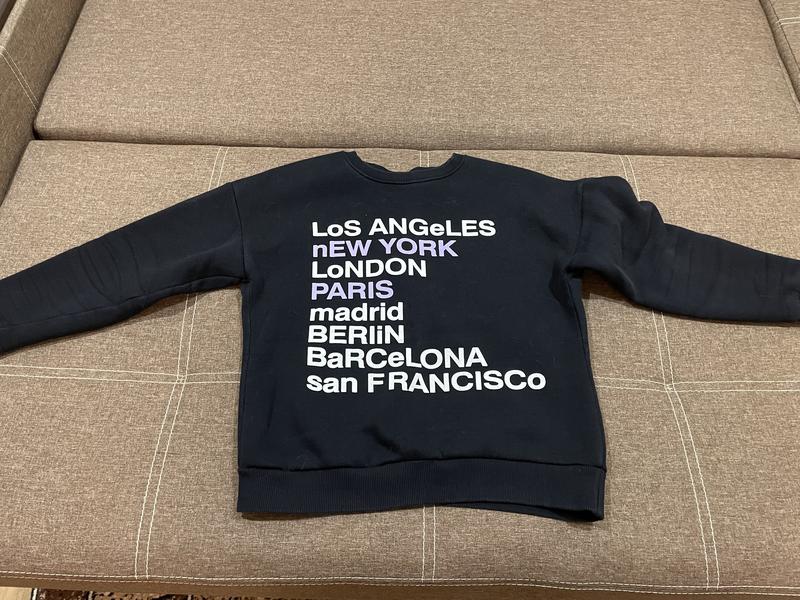 LoS ANGeLES
nEW YORK
LoNDON
PARIS
madrid
BERliN
BaRCeLONA
san FRANCISCo